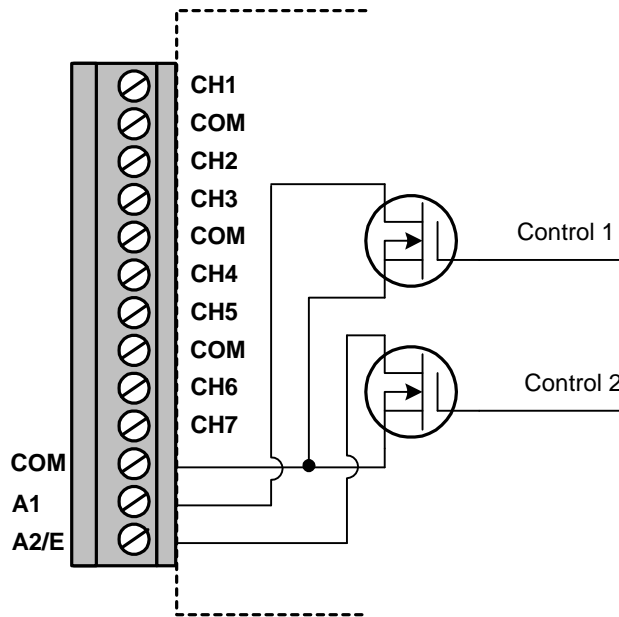 CH1
COM
CH2
CH3
COM
CH4
CH5
COM
CH6
CH7
COM
A1
A2/E
Control 1
Control 2